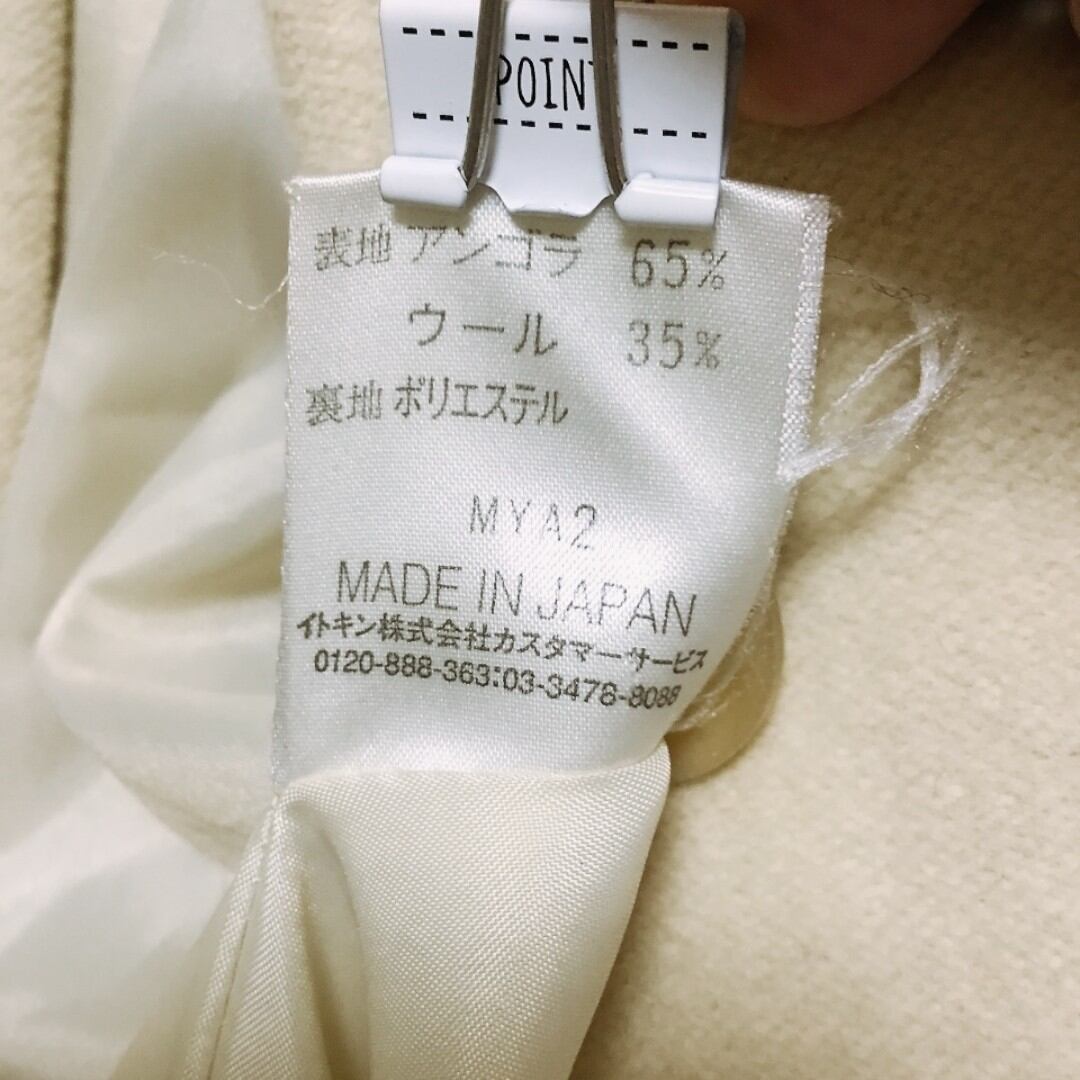 POINT
表地 アンゴラ 65%
ウール 35%
裏地 ポリエステル
MYA2
MADE IN JAPAN
イトキン株式会社カスタマーサービス
0120-888-363:03-3478-8088